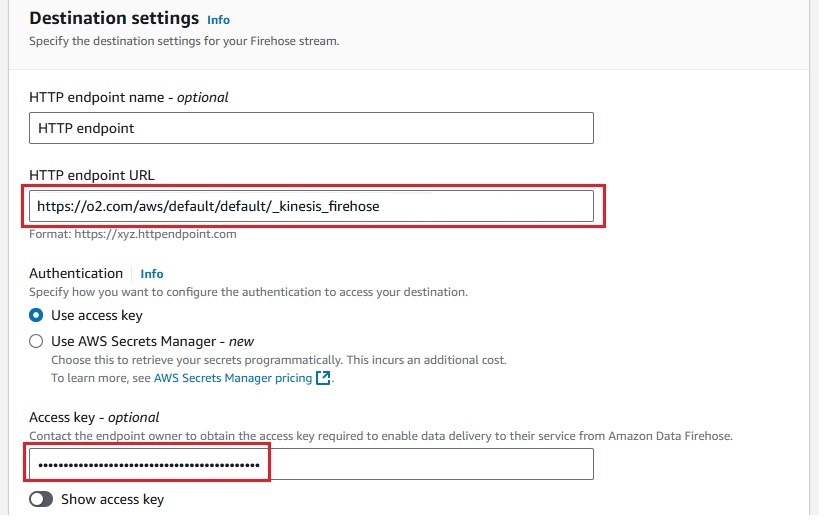 Destination settings Info
Specify the destination settings for your Firehose stream.
HTTP endpoint name - optional
HTTP endpoint
HTTP endpoint URL
https://o2.com/aws/default/default/_kinesis_firehose
Format: https://xyz.httpendpoint.com
Authentication Info
Specify how you want to configure the authentication to access your destination.
Use access key
Use AWS Secrets Manager - new
Choose this to retrieve your secrets programmatically. This incurs an additional cost.
To learn more, see AWS Secrets Manager pricing.
Access key - optional
Contact the endpoint owner to obtain the access key required to enable data delivery to their service from Amazon Data Firehose.
••••••••••••••••••••••••••••••••••••••••••••
Show access key